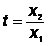 t = x₂/x₁